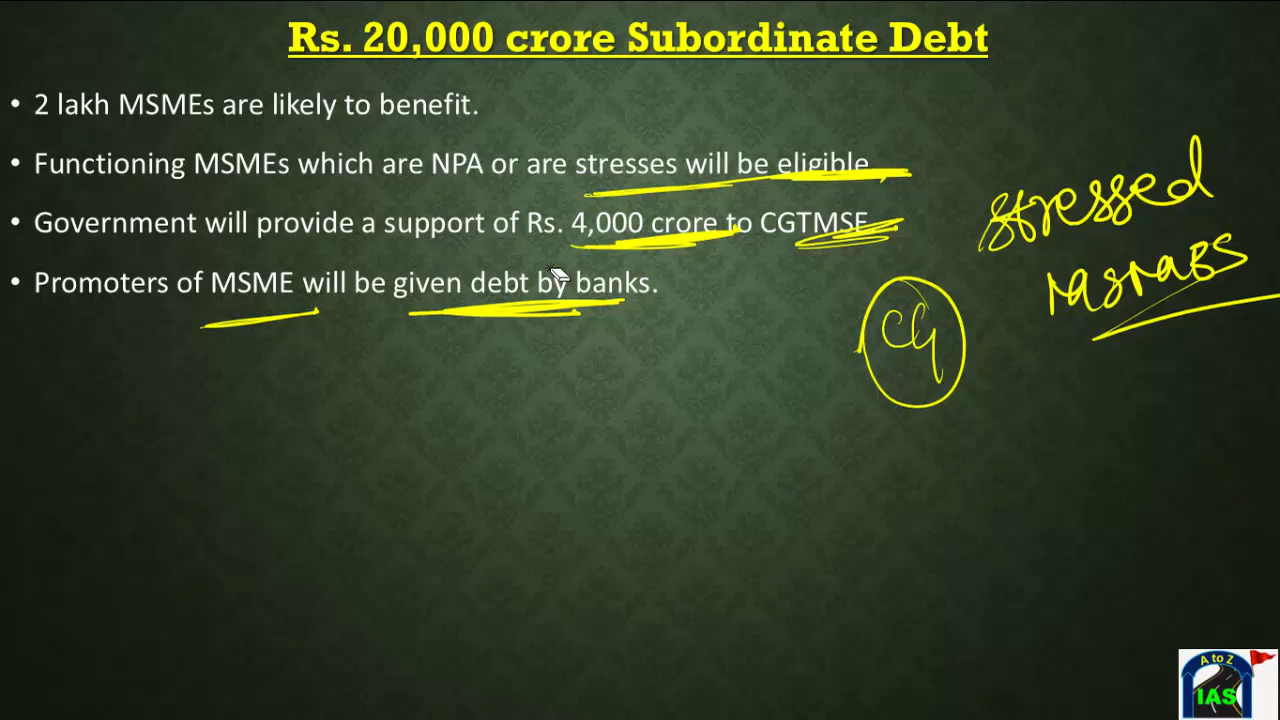 Rs. 20,000 crore Subordinate Debt
• 2 lakh MSMEs are likely to benefit.
• Functioning MSMEs which are NPA or are stresses will be eligible
• Government will provide a support of Rs. 4,000 crore to CGTMSE
• Promoters of MSME will be given debt by banks.
stressed
CG
A to Z
IAS